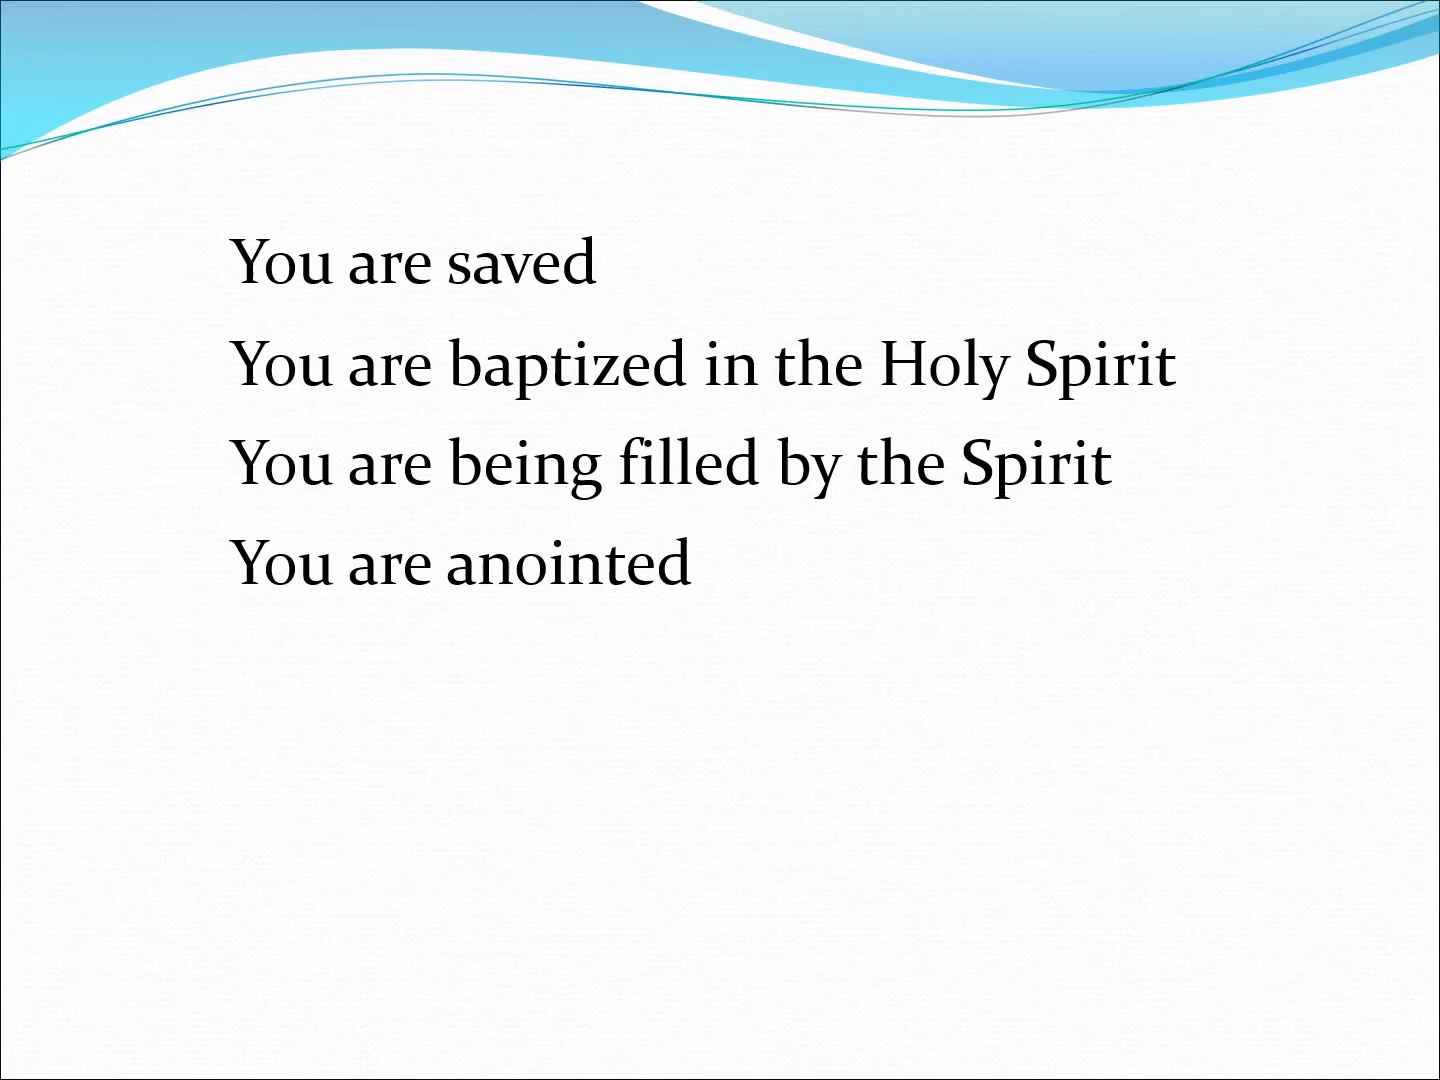 You are saved
You are baptized in the Holy Spirit
You are being filled by the Spirit
You are anointed